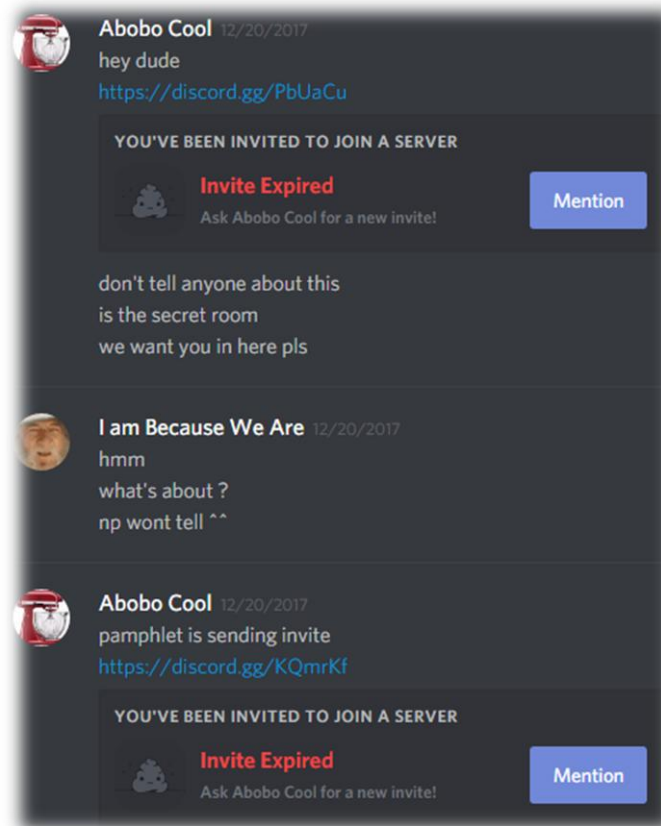 Abobo Cool 12/20/2017
hey dude
https://discord.gg/PbUaCu
YOU'VE BEEN INVITED TO JOIN A SERVER
Invite Expired
Ask Abobo Cool for a new invite!
Mention
don't tell anyone about this
is the secret room
we want you in here pls
I am Because We Are 12/20/2017
hmm
what's about ?
np wont tell ^^
Abobo Cool 12/20/2017
pamphlet is sending invite
https://discord.gg/KQmrKf
YOU'VE BEEN INVITED TO JOIN A SERVER
Invite Expired
Ask Abobo Cool for a new invite!
Mention